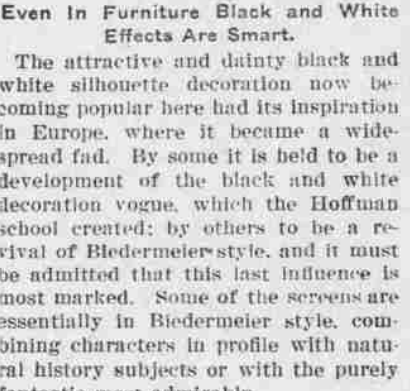 Even In Furniture Black and White
Effects Are Smart.
The attractive and dainty black and
white silhouette decoration now be-
coming popular here had its inspiration
in Europe, where it became a wide-
spread fad. By some it is held to be a
development of the black and white
decoration vogue, which the Hoffman
school created; by others to be a re-
vival of Biedermeier style, and it must
be admitted that this last influence is
most marked. Some of the screens are
essentially in Biedermeier style, com-
bining characters in profile with natu-
ral history subjects or with the purely